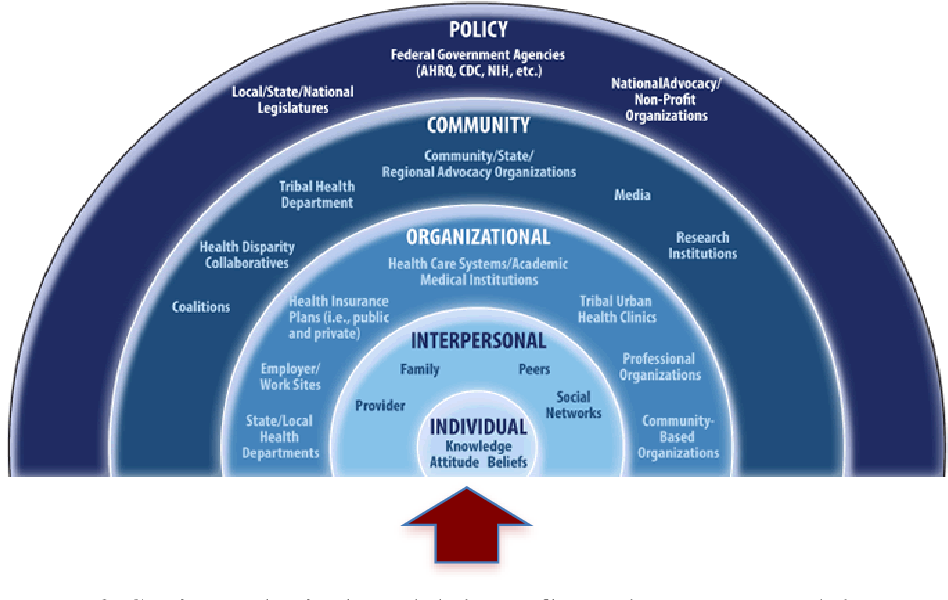 POLICY
Federal Government Agencies
(AHRQ, CDC, NIH, etc.)
Local/State/National
Legislatures
NationalAdvocacy/
Non-Profit
Organizations
COMMUNITY
Community/State/
Regional Advocacy Organizations
Tribal Health
Department
Media
Health Disparity
Collaboratives
Research
Institutions
Coalitions
ORGANIZATIONAL
Health Care Systems/Academic
Medical Institutions
Health Insurance
Plans (i.e., public
and private)
Tribal Urban
Health Clinics
Employer/
Work Sites
Professional
Organizations
State/Local
Health
Departments
Community-
Based
Organizations
INTERPERSONAL
Family
Peers
Provider
Social
Networks
INDIVIDUAL
Knowledge
Attitude Beliefs